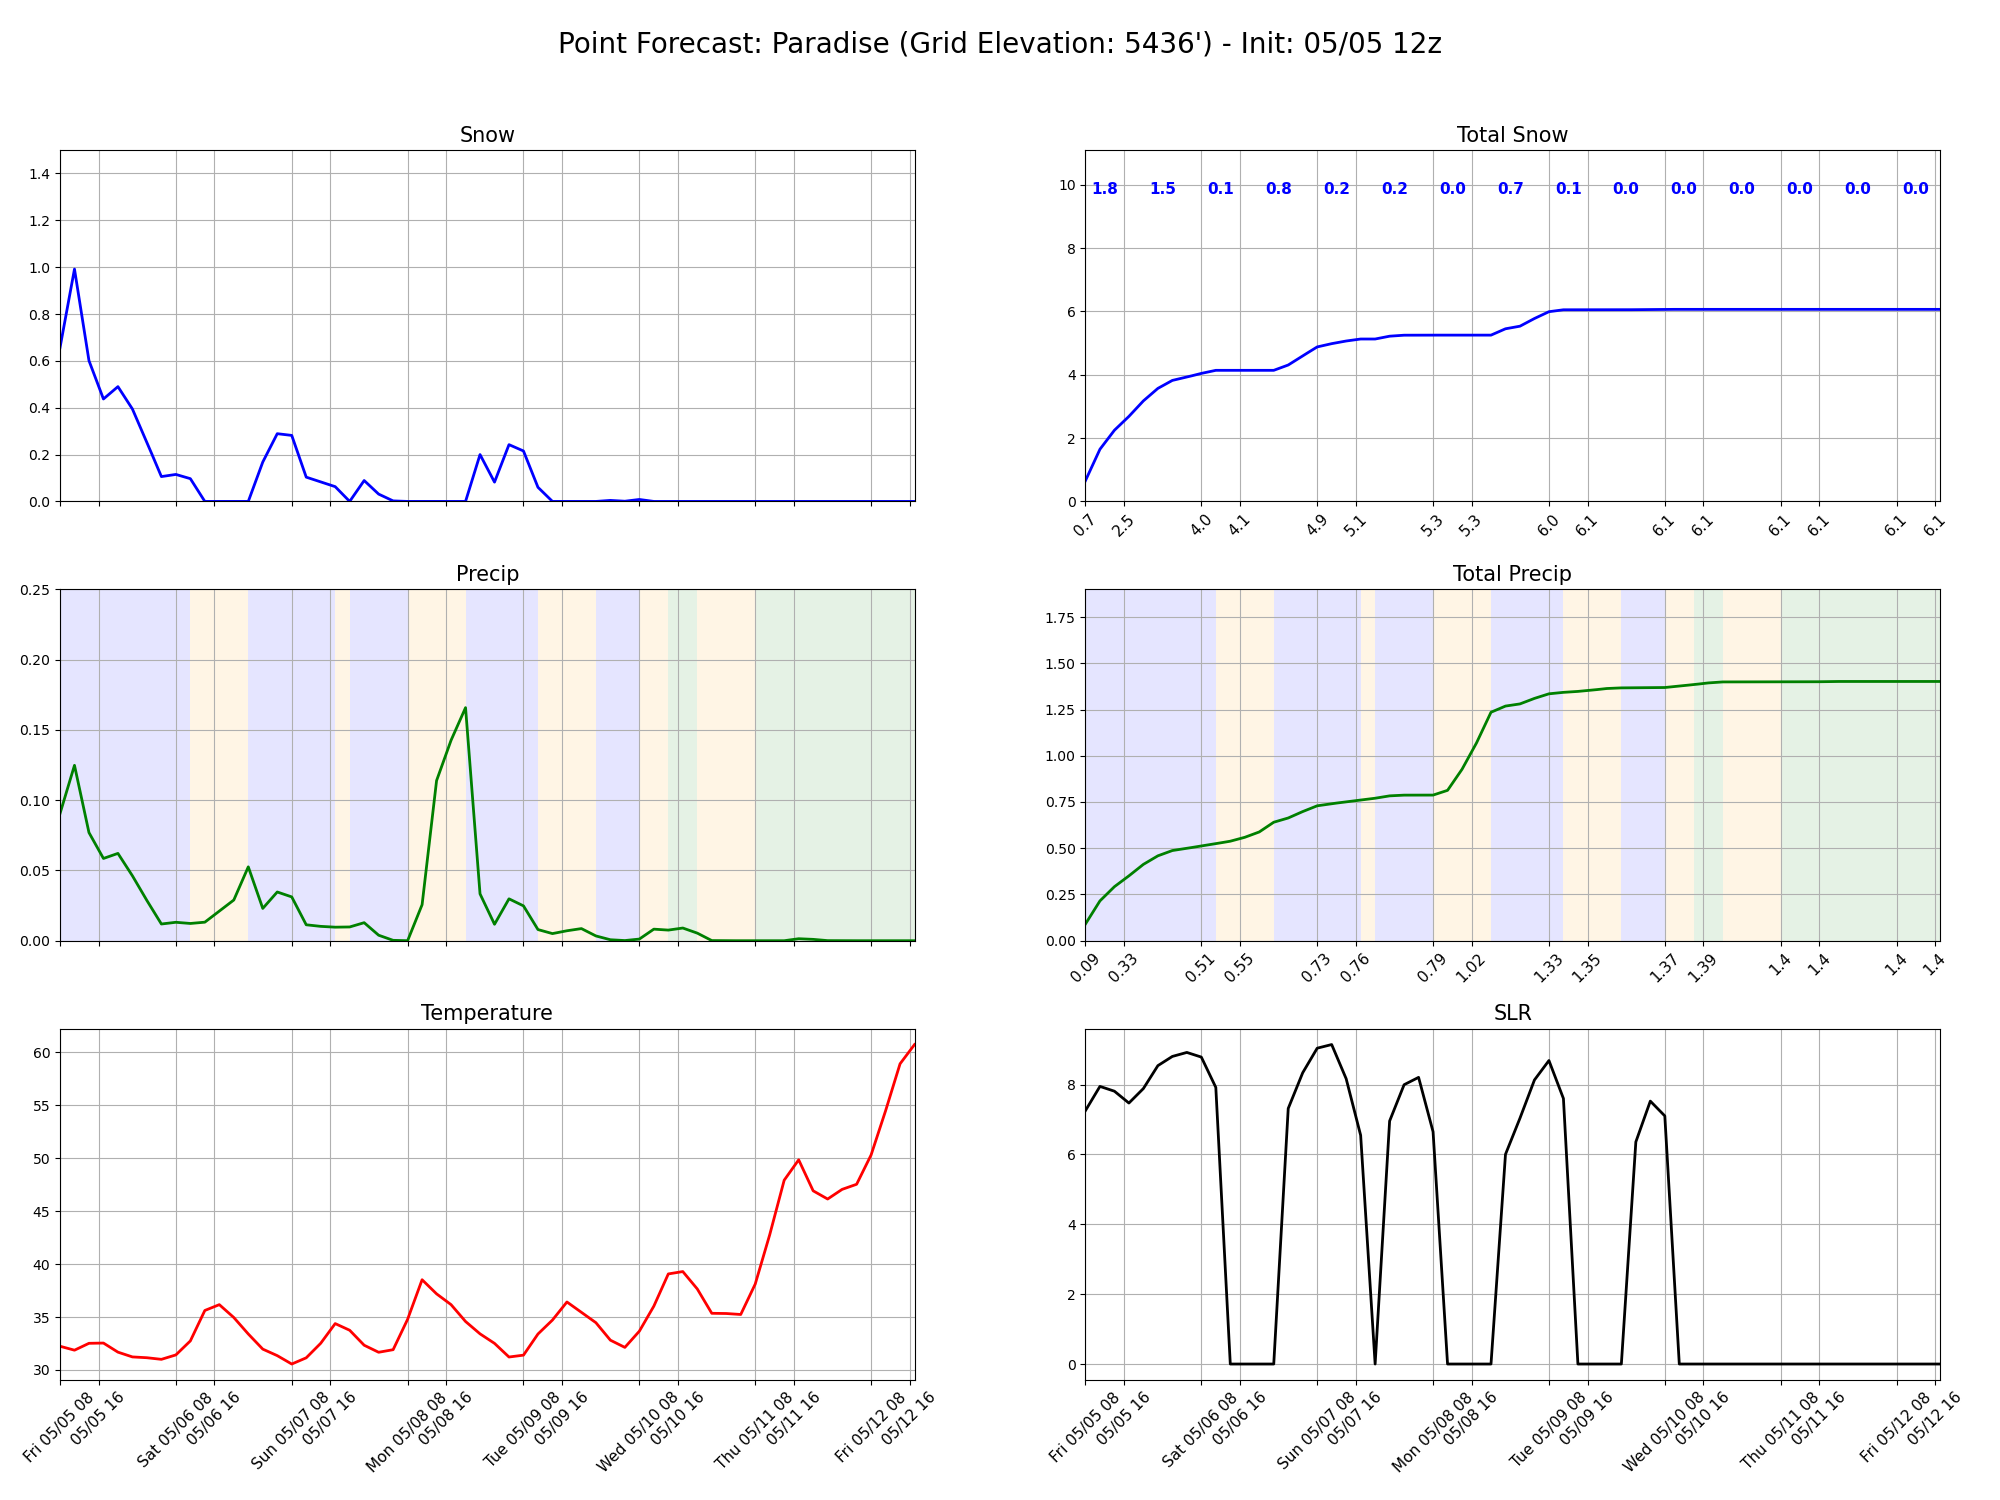 Point Forecast: Paradise (Grid Elevation: 5436') - Init: 05/05 12z
Snow
1.4
1.2
1.0
0.8
0.6
0.4
0.2
0.0
Total Snow
10
8
6
4
2
0
1.8 1.5 0.1 0.8 0.2 0.2 0.0 0.7 0.1 0.0 0.0 0.0 0.0 0.0 0.0
0.7 2.5 4.0 4.1 4.9 5.1 5.3 5.3 6.0 6.1 6.1 6.1 6.1 6.1 6.1 6.1
Precip
0.25
0.20
0.15
0.10
0.05
0.00
Total Precip
1.75
1.50
1.25
1.00
0.75
0.50
0.25
0.00
0.09 0.33 0.51 0.55 0.73 0.76 0.79 1.02 1.33 1.35 1.37 1.39 1.4 1.4 1.4 1.4
Temperature
60
55
50
45
40
35
30
Fri 05/05 08
05/05 16
Sat 05/06 08
05/06 16
Sun 05/07 08
05/07 16
Mon 05/08 08
05/08 16
Tue 05/09 08
05/09 16
Wed 05/10 08
05/10 16
Thu 05/11 08
05/11 16
Fri 05/12 08
05/12 16
SLR
8
6
4
2
0
Fri 05/05 08
05/05 16
Sat 05/06 08
05/06 16
Sun 05/07 08
05/07 16
Mon 05/08 08
05/08 16
Tue 05/09 08
05/09 16
Wed 05/10 08
05/10 16
Thu 05/11 08
05/11 16
Fri 05/12 08
05/12 16